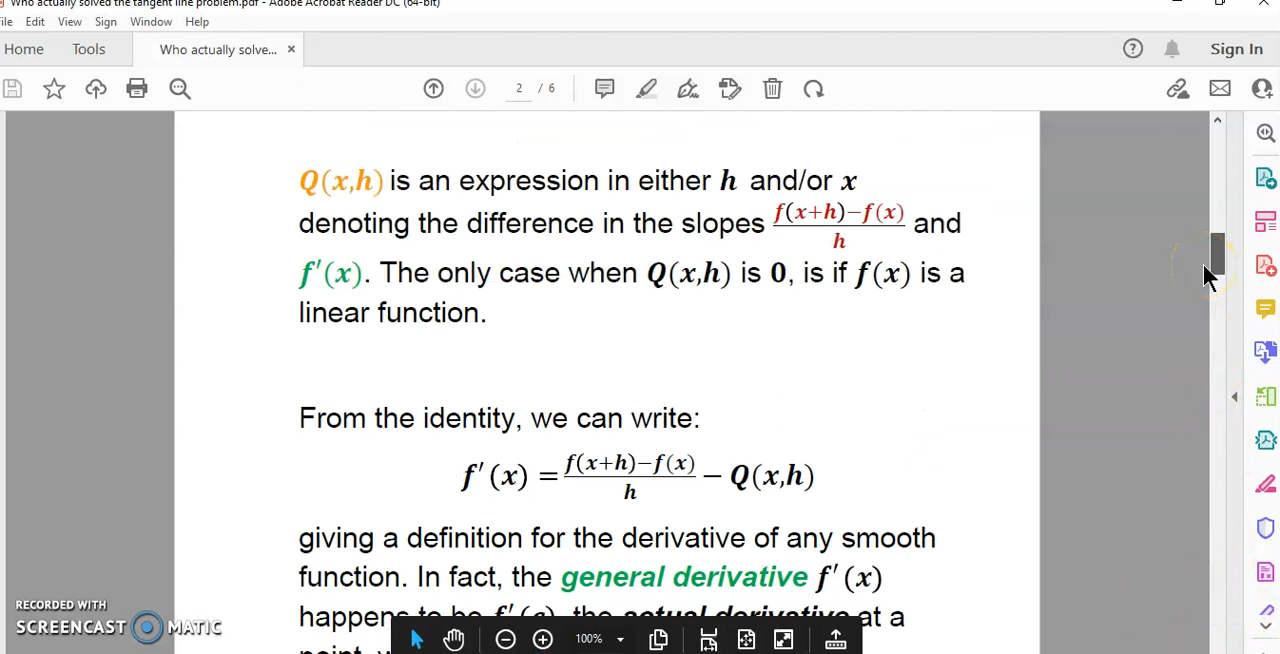 Who actually solved the tangent line problem.pdf - Adobe Acrobat Reader DC (64-bit)
File Edit View Sign Window Help
Home Tools Who actually solve... × Sign In
2 / 6
Q(x,h) is an expression in either h and/or x
denoting the difference in the slopes \frac{f(x+h)-f(x)}{h} and
f'(x). The only case when Q(x,h) is 0, is if f(x) is a
linear function.
From the identity, we can write:
f'(x) = \frac{f(x+h)-f(x)}{h} - Q(x,h)
giving a definition for the derivative of any smooth
function. In fact, the general derivative f'(x)
happens to be f'(c), the actual derivative at a
RECORDED WITH
SCREENCAST MATIC
100%